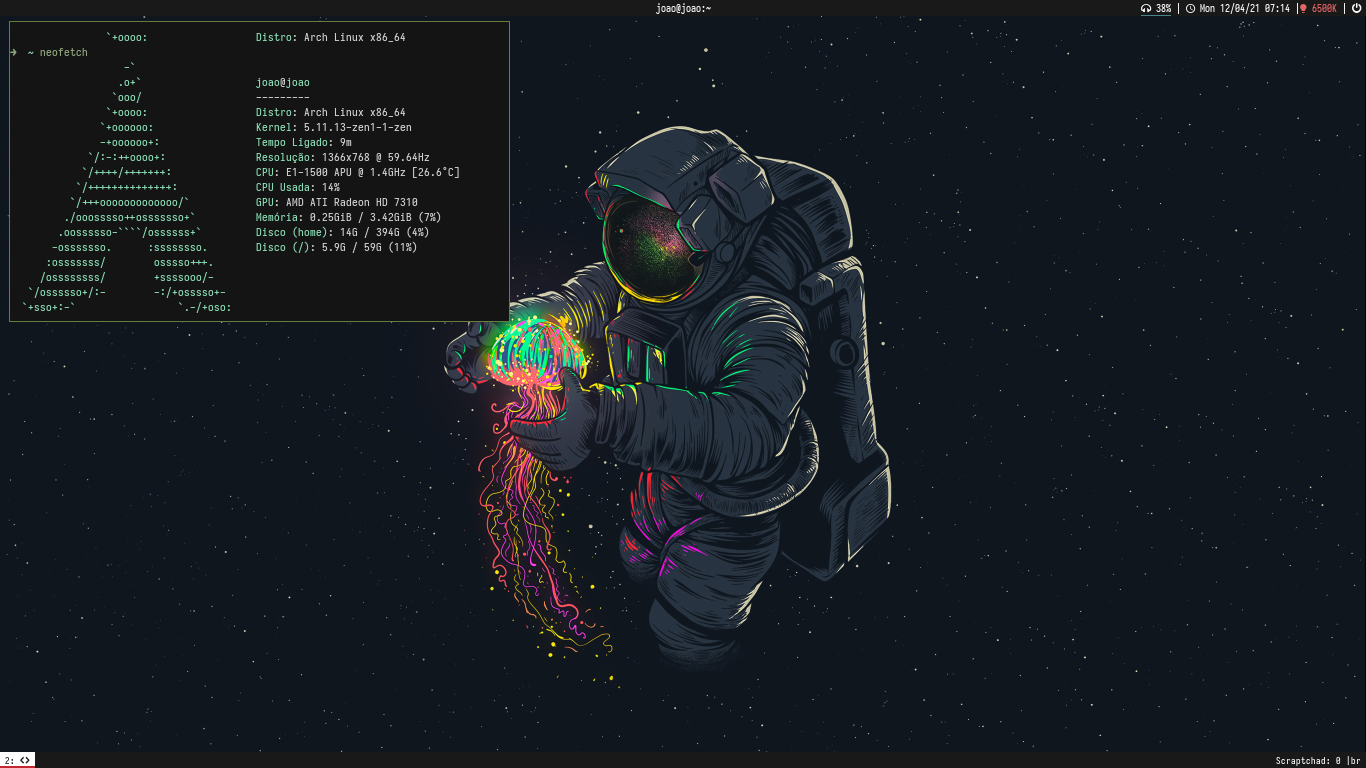 joao@joao:~
38% | Mon 12/04/21 07:14 | 6500K |
`+oooo: Distro: Arch Linux x86_64
➜ ~ neofetch
-`
.o+` joao@joao
`ooo/ ---------
`+oooo: Distro: Arch Linux x86_64
`+oooooo: Kernel: 5.11.13-zen1-1-zen
-+oooooo+: Tempo Ligado: 9m
`/:-:++oooo+: Resolução: 1366x768 @ 59.64Hz
`/++++/+++++++: CPU: E1-1500 APU @ 1.4GHz [26.6°C]
`/++++++++++++++: CPU Usada: 14%
`/+++ooooooooooooo/` GPU: AMD ATI Radeon HD 7310
./ooosssso++osssssso+` Memória: 0.25GiB / 3.42GiB (7%)
.oossssso-````/ossssss+` Disco (home): 14G / 394G (4%)
-osssssso. :ssssssso. Disco (/): 5.9G / 59G (11%)
:osssssss/ osssso+++.
/ossssssss/ +ssssooo/-
`/ossssso+/:- -:/+osssso+-
`+sso+:-` `.-/+oso:
2: <>
Scraptchad: 0 |br